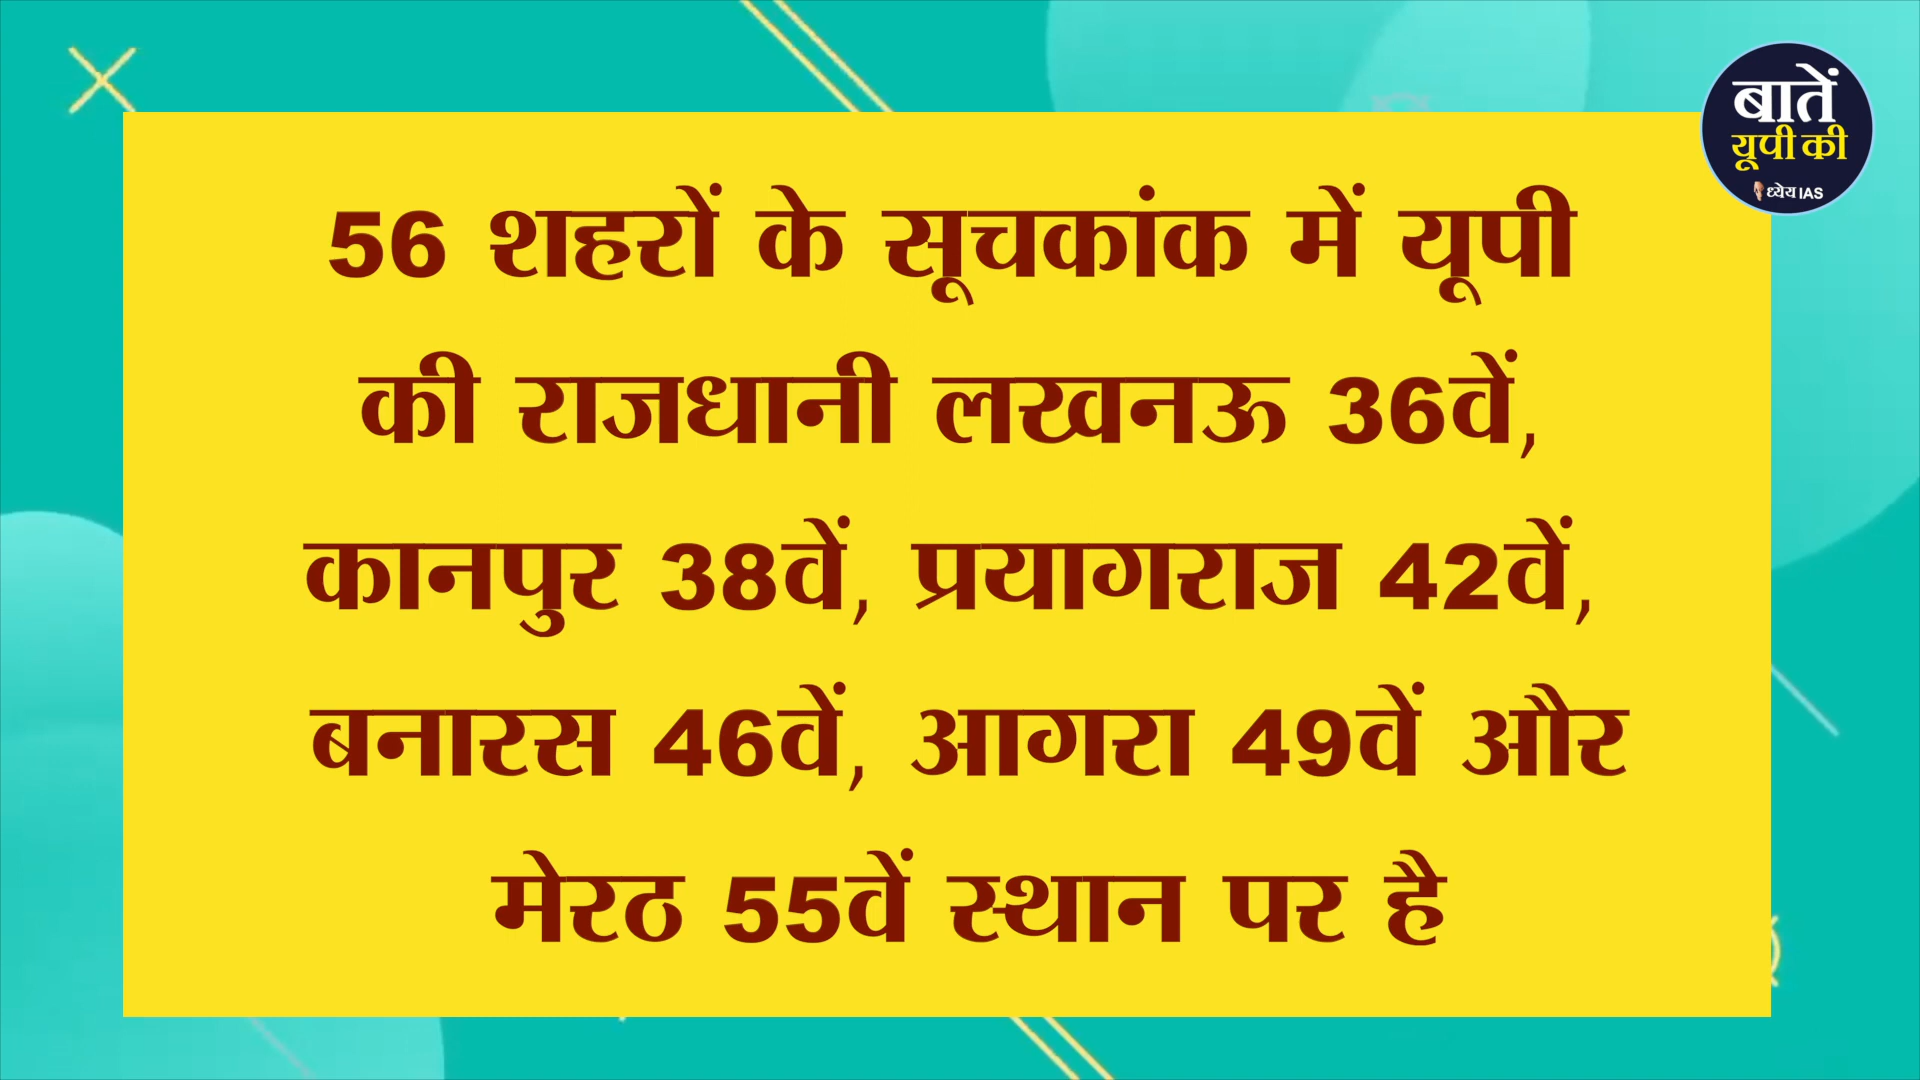 बातें
यूपी की
ध्येय IAS
56 शहरों के सूचकांक में यूपी
की राजधानी लखनऊ 36वें,
कानपुर 38वें, प्रयागराज 42वें,
बनारस 46वें, आगरा 49वें और
मेरठ 55वें स्थान पर है